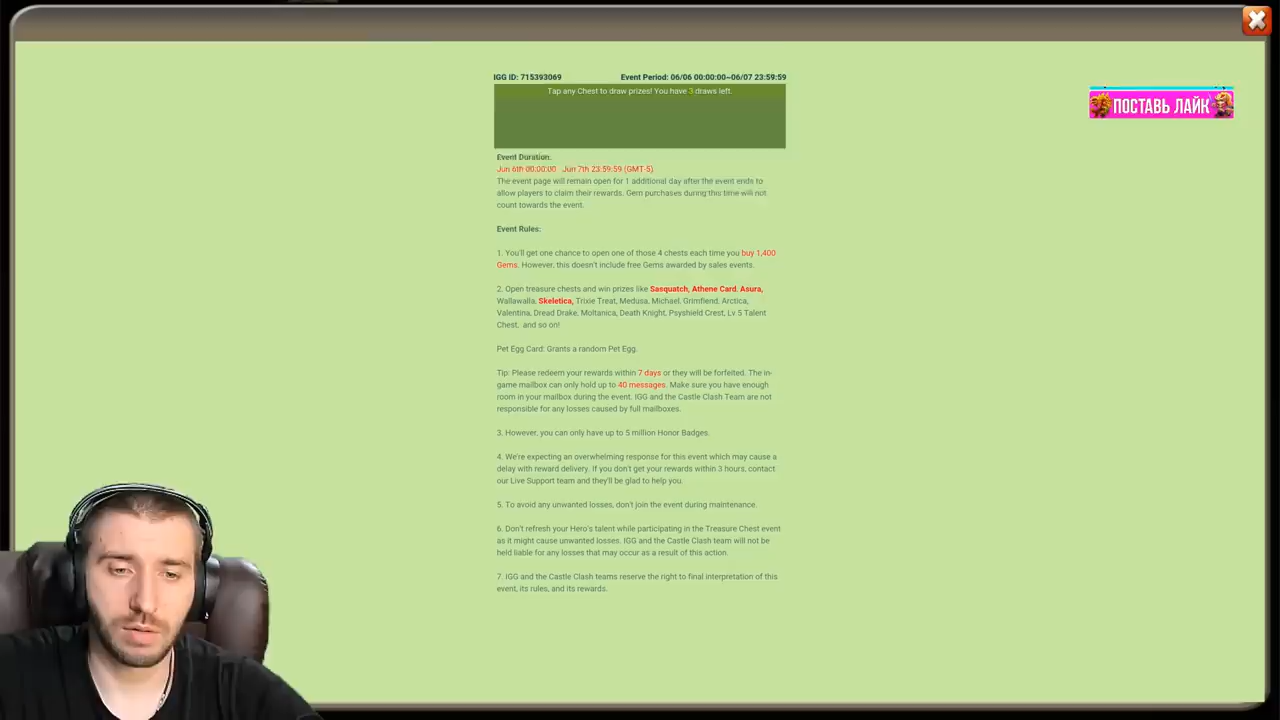 IGG ID: 715393069
Event Period: 06/06 00:00:00~06/07 23:59:59
Tap any Chest to draw prizes! You have 3 draws left.
ПОСТАВЬ ЛАЙК
Event Duration:
Jun 6th 00:00:00 Jun 7th 23:59:59 (GMT-5)
The event page will remain open for 1 additional day after the event ends to
allow players to claim their rewards. Gem purchases during this time will not
count towards the event.
Event Rules:
1. You'll get one chance to open one of those 4 chests each time you buy 1,400
Gems. However, this doesn't include free Gems awarded by sales events.
2. Open treasure chests and win prizes like Sasquatch, Athene Card, Asura,
Wallawalla, Skeletica, Trixie Treat, Medusa, Michael, Grimfiend, Arctica,
Valentina, Dread Drake, Moltanica, Death Knight, Psyshield Crest, Lv 5 Talent
Chest, and so on!
Pet Egg Card: Grants a random Pet Egg.
Tip: Please redeem your rewards within 7 days or they will be forfeited. The in-
game mailbox can only hold up to 40 messages. Make sure you have enough
room in your mailbox during the event. IGG and the Castle Clash Team are not
responsible for any losses caused by full mailboxes.
3. However, you can only have up to 5 million Honor Badges.
4. We're expecting an overwhelming response for this event which may cause a
delay with reward delivery. If you don't get your rewards within 3 hours, contact
our Live Support team and they'll be glad to help you.
5. To avoid any unwanted losses, don't join the event during maintenance.
6. Don't refresh your Hero's talent while participating in the Treasure Chest event
as it might cause unwanted losses. IGG and the Castle Clash team will not be
held liable for any losses that may occur as a result of this action.
7. IGG and the Castle Clash teams reserve the right to final interpretation of this
event, its rules, and its rewards.